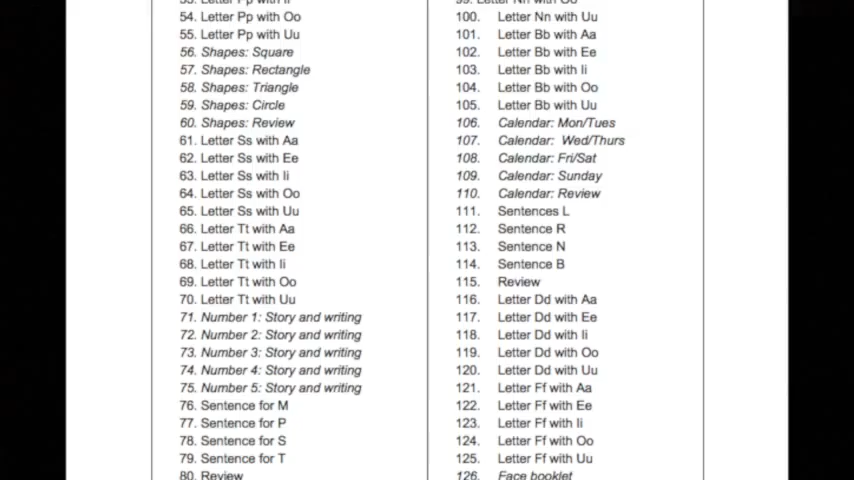 53. Letter Pp with Ii
54. Letter Pp with Oo
55. Letter Pp with Uu
56. Shapes: Square
57. Shapes: Rectangle
58. Shapes: Triangle
59. Shapes: Circle
60. Shapes: Review
61. Letter Ss with Aa
62. Letter Ss with Ee
63. Letter Ss with Ii
64. Letter Ss with Oo
65. Letter Ss with Uu
66. Letter Tt with Aa
67. Letter Tt with Ee
68. Letter Tt with Ii
69. Letter Tt with Oo
70. Letter Tt with Uu
71. Number 1: Story and writing
72. Number 2: Story and writing
73. Number 3: Story and writing
74. Number 4: Story and writing
75. Number 5: Story and writing
76. Sentence for M
77. Sentence for P
78. Sentence for S
79. Sentence for T
80. Review
99. Letter Nn with Oo
100. Letter Nn with Uu
101. Letter Bb with Aa
102. Letter Bb with Ee
103. Letter Bb with Ii
104. Letter Bb with Oo
105. Letter Bb with Uu
106. Calendar: Mon/Tues
107. Calendar: Wed/Thurs
108. Calendar: Fri/Sat
109. Calendar: Sunday
110. Calendar: Review
111. Sentences L
112. Sentence R
113. Sentence N
114. Sentence B
115. Review
116. Letter Dd with Aa
117. Letter Dd with Ee
118. Letter Dd with Ii
119. Letter Dd with Oo
120. Letter Dd with Uu
121. Letter Ff with Aa
122. Letter Ff with Ee
123. Letter Ff with Ii
124. Letter Ff with Oo
125. Letter Ff with Uu
126. Face booklet